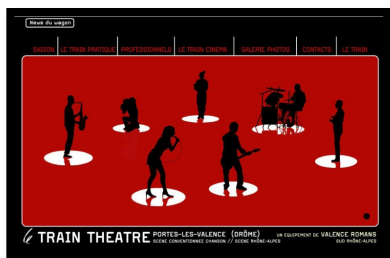 News du wagon
SAISON LE TRAIN PRATIQUE PROFESSIONNELS LE TRAIN CINEMA GALERIE PHOTOS CONTACTS LE TRAIN
le TRAIN THEATRE
PORTES-LES-VALENCE (DRÔME)
SCENE CONVENTIONNEE CHANSON // SCENE RHÔNE-ALPES
UN EQUIPEMENT DE VALENCE ROMANS
SUD RHÔNE-ALPES